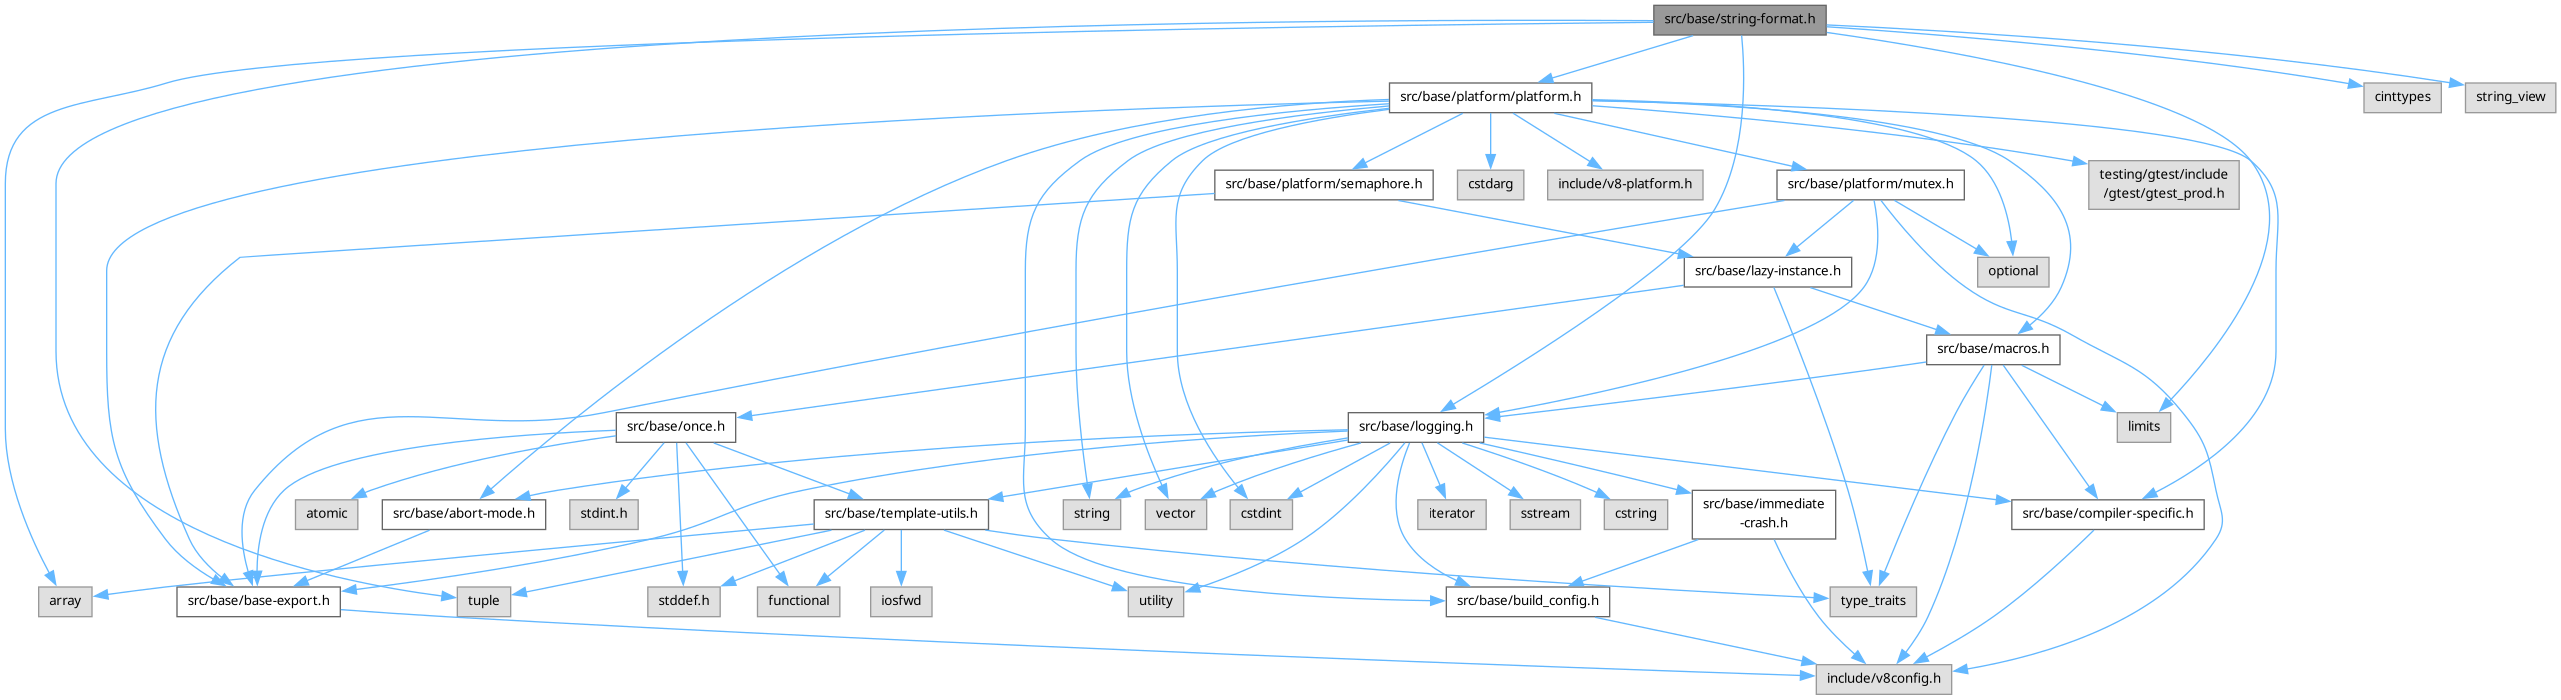 src/base/string-format.h
src/base/platform/platform.h
cinttypes
string_view
src/base/platform/semaphore.h
cstdarg
include/v8-platform.h
src/base/platform/mutex.h
testing/gtest/include
/gtest/gtest_prod.h
src/base/lazy-instance.h
optional
src/base/macros.h
src/base/once.h
src/base/logging.h
limits
atomic
src/base/abort-mode.h
stdint.h
src/base/template-utils.h
string
vector
cstdint
iterator
sstream
cstring
src/base/immediate
-crash.h
src/base/compiler-specific.h
array
src/base/base-export.h
tuple
stddef.h
functional
iosfwd
utility
src/base/build_config.h
type_traits
include/v8config.h